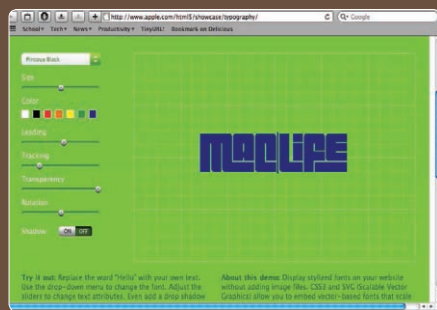 http://www.apple.com/html5/showcase/typography/
Google
School News Productivity TinyURL! Bookmark on Delicious
Pincoya Black
Size
Color
Leading
Tracking
Transparency
Rotation
Shadow ON OFF
MAC|LIFE
Try it out: Replace the word "Hello" with your own text.
Use the drop-down menu to change the font. Adjust the
sliders to change text attributes. Even add a drop shadow
About this demo: Display stylized fonts on your website
without adding image files. CSS3 and SVG (Scalable Vector
Graphics) allow you to embed vector-based fonts that scale